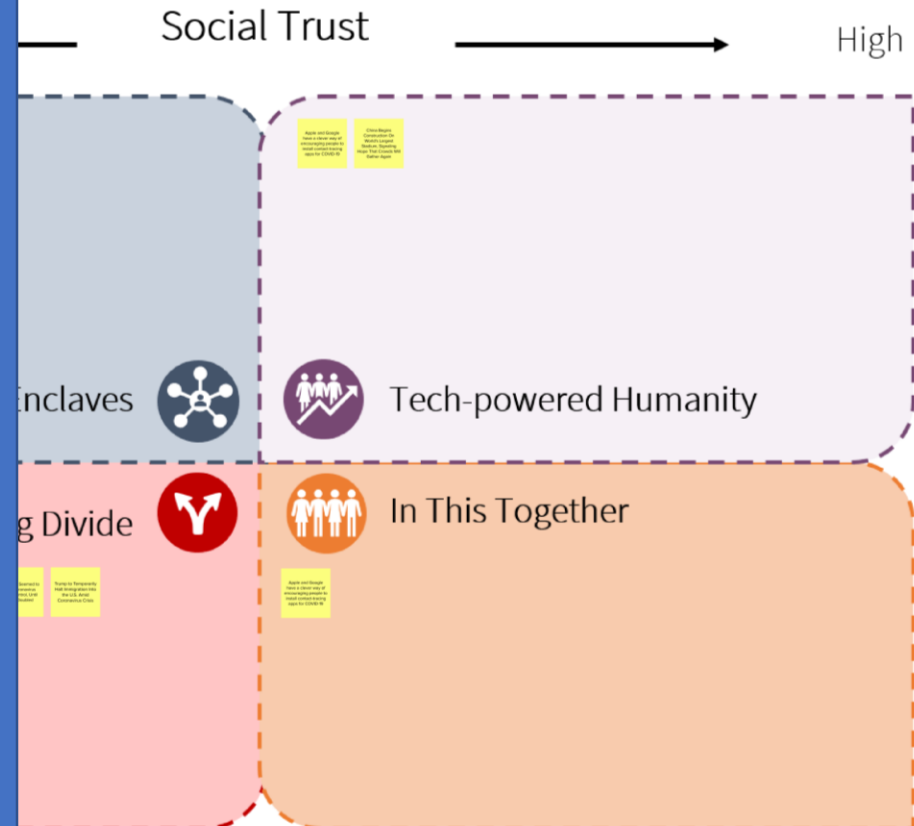 Social Trust
High
Apple and Google
have a clever way of
encouraging people to
install contact-tracing
apps for COVID-19
China Begins
Construction On
World's Largest
Stadium, Signaling
Hope That Crowds Will
Gather Again
Enclaves
Tech-powered Humanity
g Divide
In This Together
Seemed to
until
Trump to Temporarily
Halt Immigration Into
the U.S. Amid
Coronavirus Crisis
Apple and Google
have a clever way of
encouraging people to
install contact-tracing
apps for COVID-19